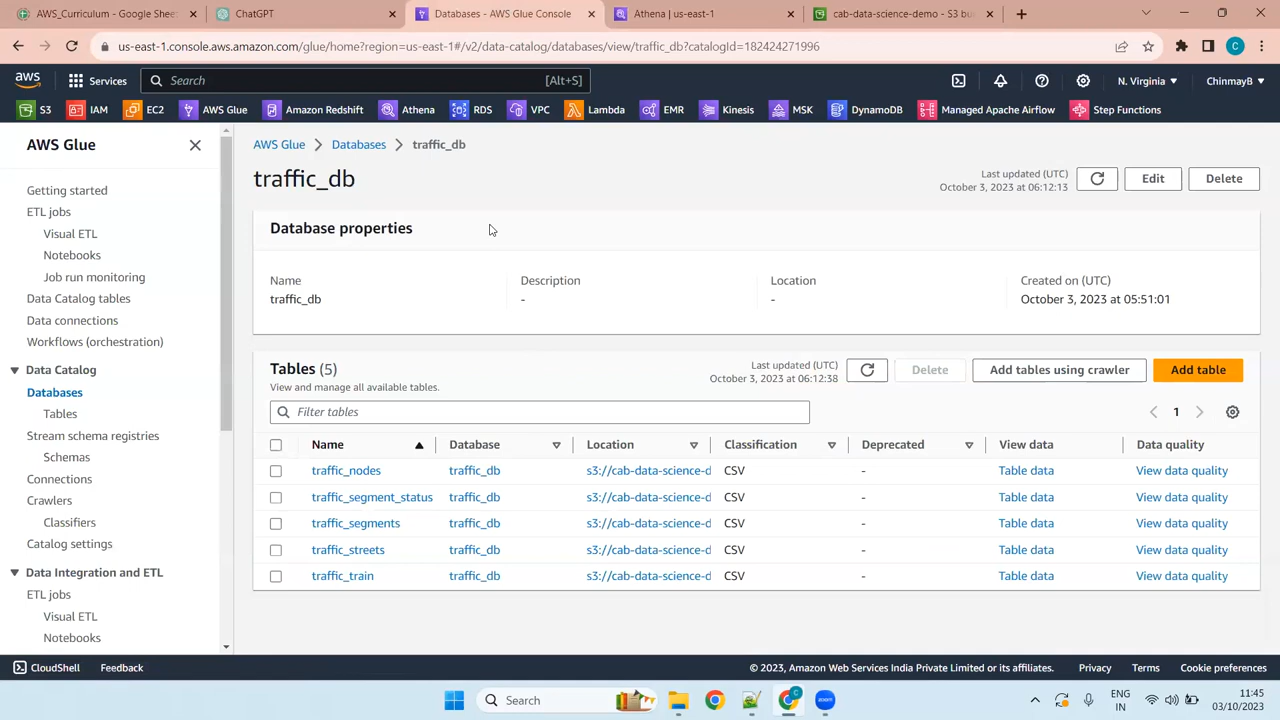 AWS_Curriculum - Google Shee
ChatGPT
Databases - AWS Glue Console
Athena | us-east-1
cab-data-science-demo - S3 bu
us-east-1.console.aws.amazon.com/glue/home?region=us-east-1#/v2/data-catalog/databases/view/traffic_db?catalogId=182424271996
C
aws
Services
Search
[Alt+S]
N. Virginia
ChinmayB
S3
IAM
EC2
AWS Glue
Amazon Redshift
Athena
RDS
VPC
Lambda
EMR
Kinesis
MSK
DynamoDB
Managed Apache Airflow
Step Functions
AWS Glue
Getting started
ETL jobs
Visual ETL
Notebooks
Job run monitoring
Data Catalog tables
Data connections
Workflows (orchestration)
Data Catalog
Databases
Tables
Stream schema registries
Schemas
Connections
Crawlers
Classifiers
Catalog settings
Data Integration and ETL
ETL jobs
Visual ETL
Notebooks
AWS Glue > Databases > traffic_db
traffic_db
Last updated (UTC)
October 3, 2023 at 06:12:13
Edit
Delete
Database properties
Name
traffic_db
Description
-
Location
-
Created on (UTC)
October 3, 2023 at 05:51:01
Tables (5)
View and manage all available tables.
Last updated (UTC)
October 3, 2023 at 06:12:38
Delete
Add tables using crawler
Add table
Filter tables
1
Name Database Location Classification Deprecated View data Data quality
traffic_nodes traffic_db s3://cab-data-science-d CSV - Table data View data quality
traffic_segment_status traffic_db s3://cab-data-science-d CSV - Table data View data quality
traffic_segments traffic_db s3://cab-data-science-d CSV - Table data View data quality
traffic_streets traffic_db s3://cab-data-science-d CSV - Table data View data quality
traffic_train traffic_db s3://cab-data-science-d CSV - Table data View data quality
CloudShell
Feedback
© 2023, Amazon Web Services India Private Limited or its affiliates.
Privacy
Terms
Cookie preferences
Search
C
zoom
ENG
IN
11:45
03/10/2023